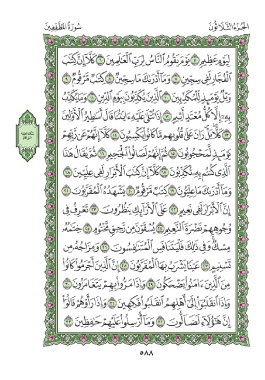 الجزء الثلاثون سورة المطففين
لِيَوْمٍ عَظِيمٍ ٥ يَوْمَ يَقُومُ النَّاسُ لِرَبِّ الْعَالَمِينَ ٦ كَلَّا إِنَّ كِتَابَ
الْفُجَّارِ لَفِي سِجِّينٍ ٧ وَمَا أَدْرَاكَ مَا سِجِّينٌ ٨ كِتَابٌ مَّرْقُومٌ ٩
وَيْلٌ يَوْمَئِذٍ لِّلْمُكَذِّبِينَ ١٠ الَّذِينَ يُكَذِّبُونَ بِيَوْمِ الدِّينِ ١١ وَمَا يُكَذِّبُ
بِهِ إِلَّا كُلُّ مُعْتَدٍ أَثِيمٍ ١٢ إِذَا تُتْلَىٰ عَلَيْهِ آيَاتُنَا قَالَ أَسَاطِيرُ الْأَوَّلِينَ
١٣ كَلَّا بَلْ رَانَ عَلَىٰ قُلُوبِهِم مَّا كَانُوا يَكْسِبُونَ ١٤ كَلَّا إِنَّهُمْ عَن رَّبِّهِمْ
يَوْمَئِذٍ لَّمَحْجُوبُونَ ١٥ ثُمَّ إِنَّهُمْ لَصَالُو الْجَحِيمِ ١٦ ثُمَّ يُقَالُ هَٰذَا
الَّذِي كُنتُم بِهِ تُكَذِّبُونَ ١٧ كَلَّا إِنَّ كِتَابَ الْأَبْرَارِ لَفِي عِلِّيِّينَ ١٨
وَمَا أَدْرَاكَ مَا عِلِّيُّونَ ١٩ كِتَابٌ مَّرْقُومٌ ٢٠ يَشْهَدُهُ الْمُقَرَّبُونَ ٢١
إِنَّ الْأَبْرَارَ لَفِي نَعِيمٍ ٢٢ عَلَى الْأَرَائِكِ يَنظُرُونَ ٢٣ تَعْرِفُ فِي
وُجُوهِهِمْ نَضْرَةَ النَّعِيمِ ٢٤ يُسْقَوْنَ مِن رَّحِيقٍ مَّخْتُومٍ ٢٥ خِتَامُهُ
مِسْكٌ وَفِي ذَٰلِكَ فَلْيَتَنَافَسِ الْمُتَنَافِسُونَ ٢٦ وَمِزَاجُهُ مِن
تَسْنِيمٍ ٢٧ عَيْنًا يَشْرَبُ بِهَا الْمُقَرَّبُونَ ٢٨ إِنَّ الَّذِينَ أَجْرَمُوا كَانُوا
مِنَ الَّذِينَ آمَنُوا يَضْحَكُونَ ٢٩ وَإِذَا مَرُّوا بِهِمْ يَتَغَامَزُونَ ٣٠
وَإِذَا انقَلَبُوا إِلَىٰ أَهْلِهِمُ انقَلَبُوا فَكِهِينَ ٣١ وَإِذَا رَأَوْهُمْ قَالُوا
إِنَّ هَٰؤُلَاءِ لَضَالُّونَ ٣٢ وَمَا أُرْسِلُوا عَلَيْهِمْ حَافِظِينَ ٣٣
٥٨٨